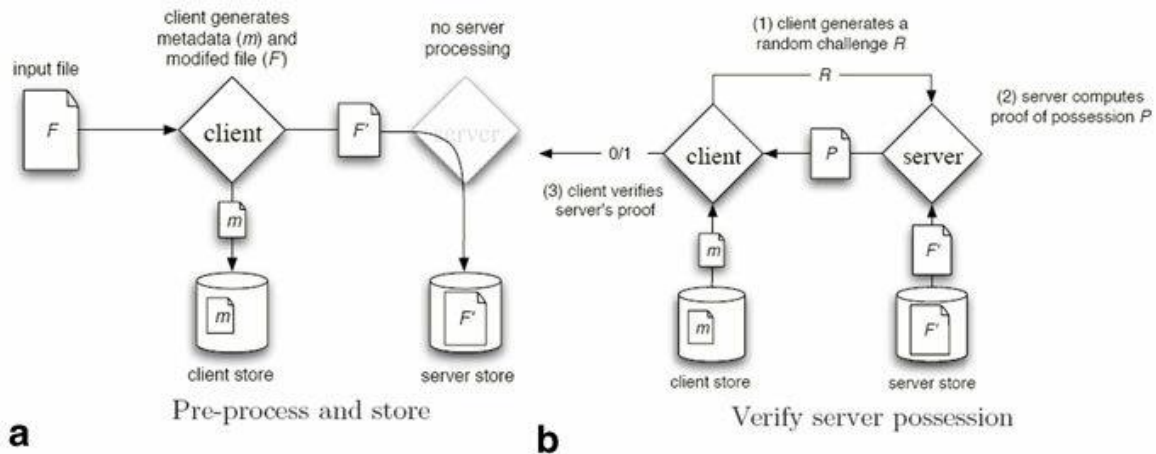 client generates
metadata (m) and
modifed file (F')
no server
processing
input file
F
client
F'
server
m
m
F'
client store
server store
Pre-process and store
a
(1) client generates a
random challenge R
R
(2) server computes
proof of possession P
0/1
client
P
server
(3) client verifies
server's proof
m
F'
m
F'
client store
server store
Verify server possession
b